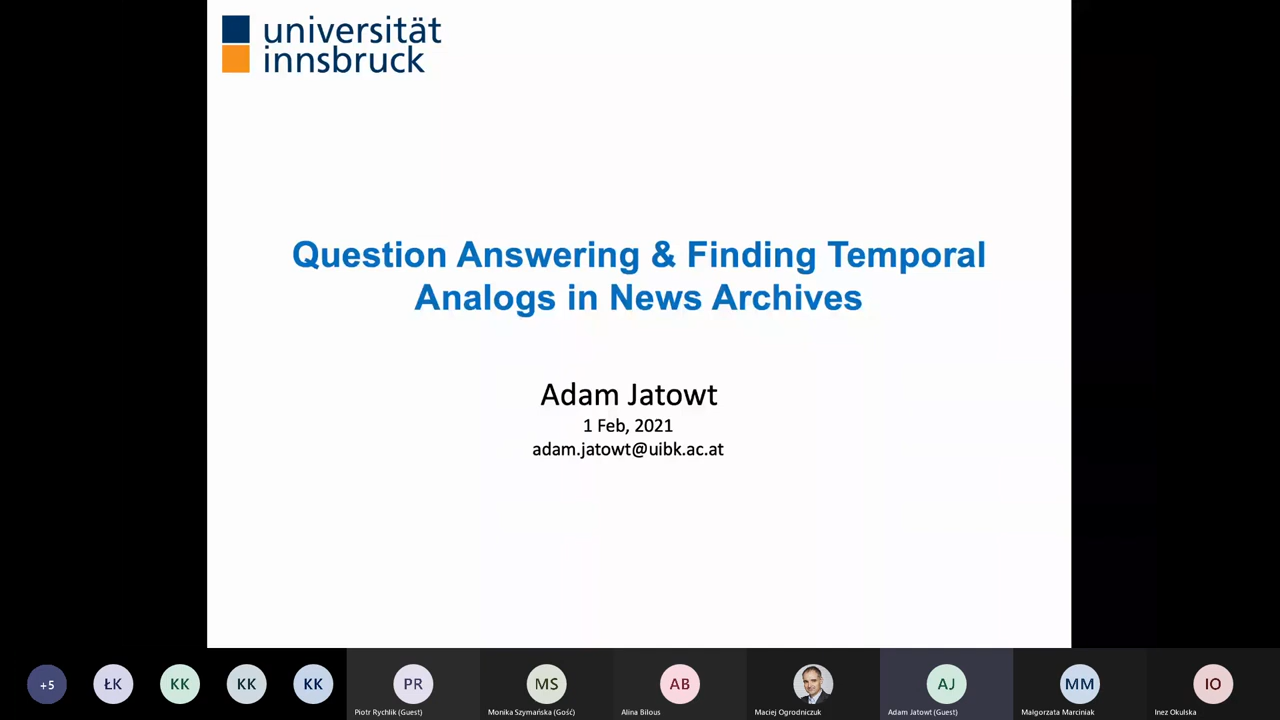 universität
innsbruck
Question Answering & Finding Temporal
Analogs in News Archives
Adam Jatowt
1 Feb, 2021
adam.jatowt@uibk.ac.at
+5
ŁK
KK
KK
KK
PR
MS
AB
AJ
MM
IO
Piotr Rychlik (Guest)
Monika Szymańska (Gość)
Alina Bilous
Maciej Ogrodniczuk
Adam Jatowt (Guest)
Małgorzata Marciniak
Inez Okulska